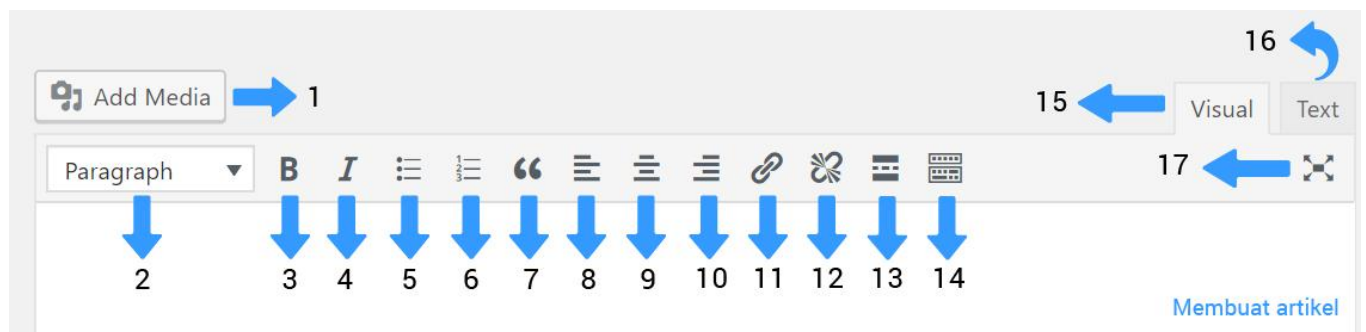 16
Add Media 1 15 Visual Text
Paragraph B I 17
2 3 4 5 6 7 8 9 10 11 12 13 14
Membuat artikel